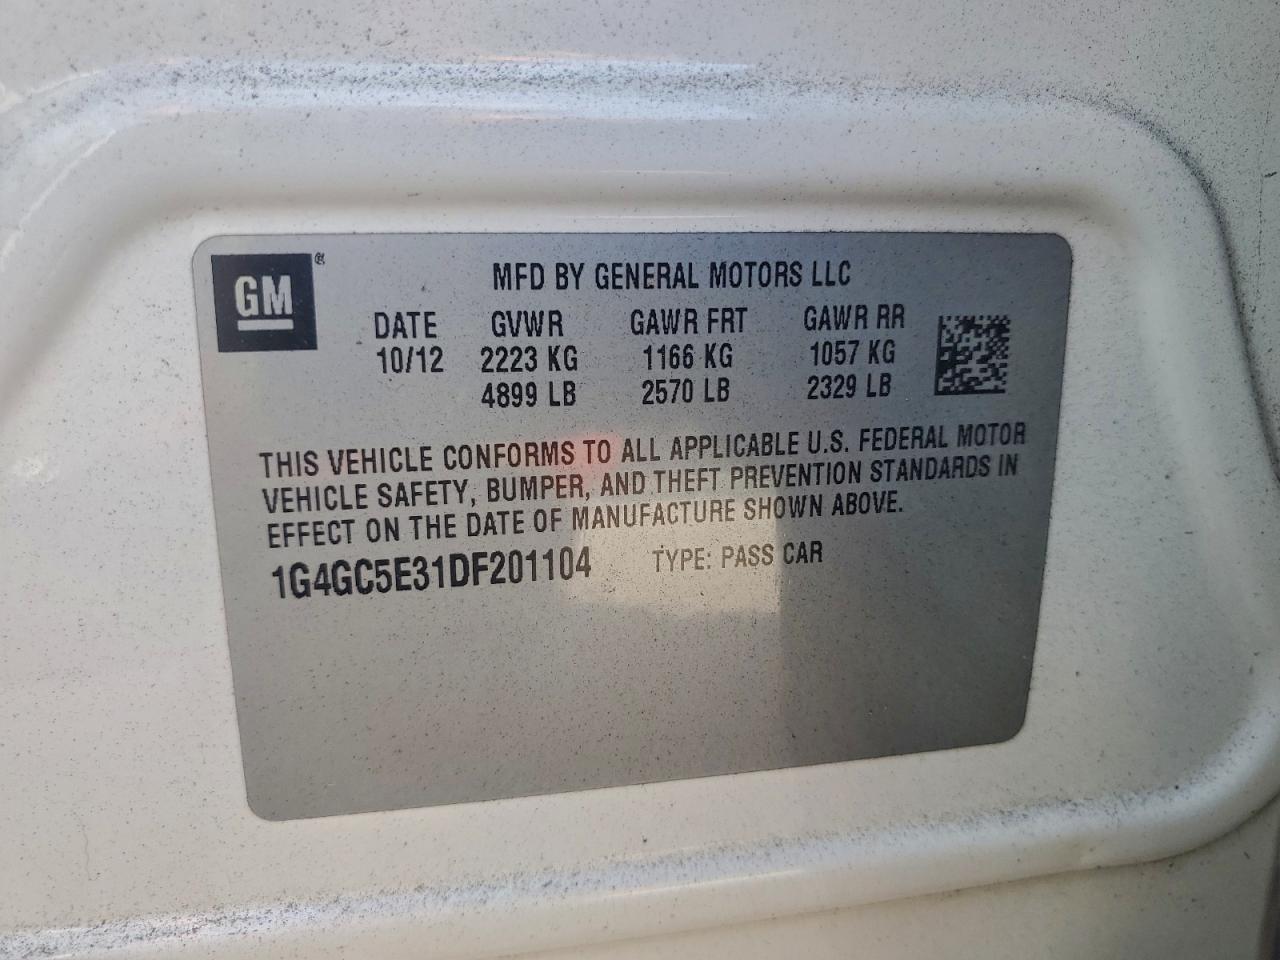 GM®
MFD BY GENERAL MOTORS LLC
DATE GVWR GAWR FRT GAWR RR
10/12 2223 KG 1166 KG 1057 KG
4899 LB 2570 LB 2329 LB
THIS VEHICLE CONFORMS TO ALL APPLICABLE U.S. FEDERAL MOTOR
VEHICLE SAFETY, BUMPER, AND THEFT PREVENTION STANDARDS IN
EFFECT ON THE DATE OF MANUFACTURE SHOWN ABOVE.
1G4GC5E31DF201104 TYPE: PASS CAR